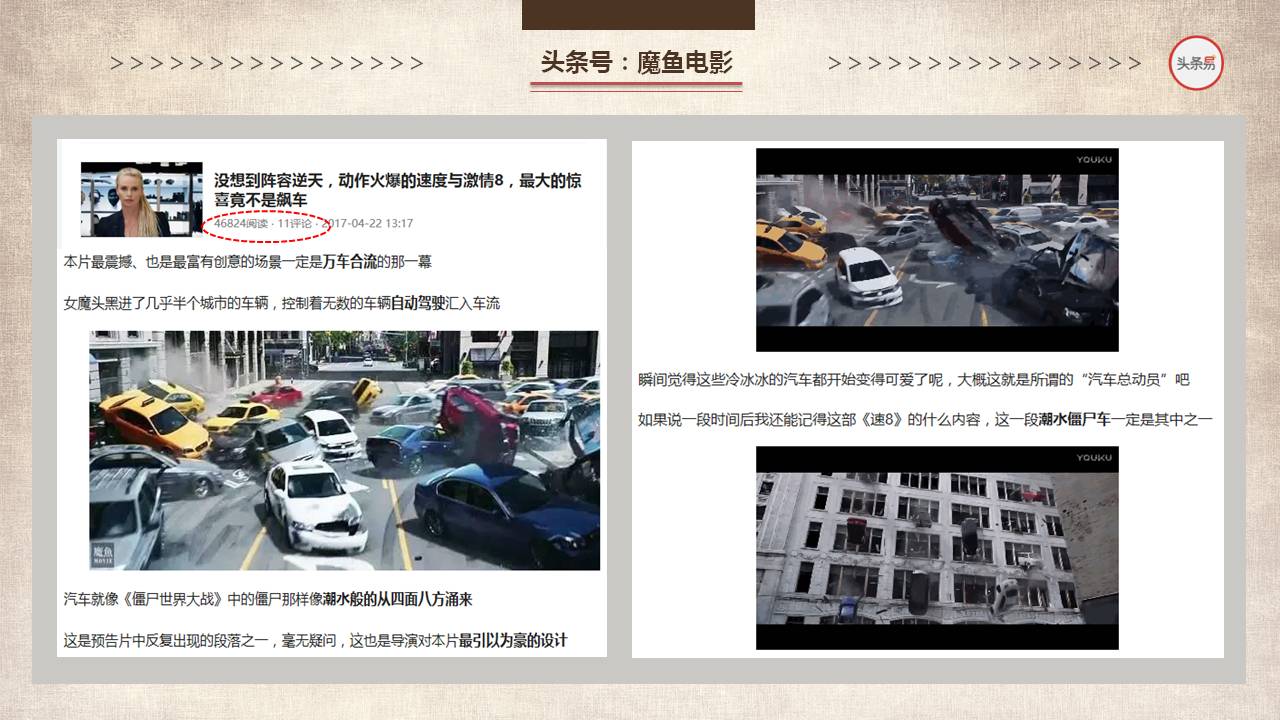 > > > > > > > > > > > > > > > >
头条号：魔鱼电影
> > > > > > > > > > > > > > > >
头条易
没想到阵容逆天，动作火爆的速度与激情8，最大的惊
喜竟不是飙车
46824阅读 · 11评论 · 2017-04-22 13:17
本片最震撼、也是最富有创意的场景一定是万车合流的那一幕
女魔头黑进了几乎半个城市的车辆，控制着无数的车辆自动驾驶汇入车流
魔鱼
MOVIE
汽车就像《僵尸世界大战》中的僵尸那样像潮水般的从四面八方涌来
这是预告片中反复出现的段落之一，毫无疑问，这也是导演对本片最引以为豪的设计
YOUKU
瞬间觉得这些冷冰冰的汽车都开始变得可爱了呢，大概这就是所谓的“汽车总动员”吧
如果说一段时间后我还能记得这部《速8》的什么内容，这一段潮水僵尸车一定是其中之一
YOUKU